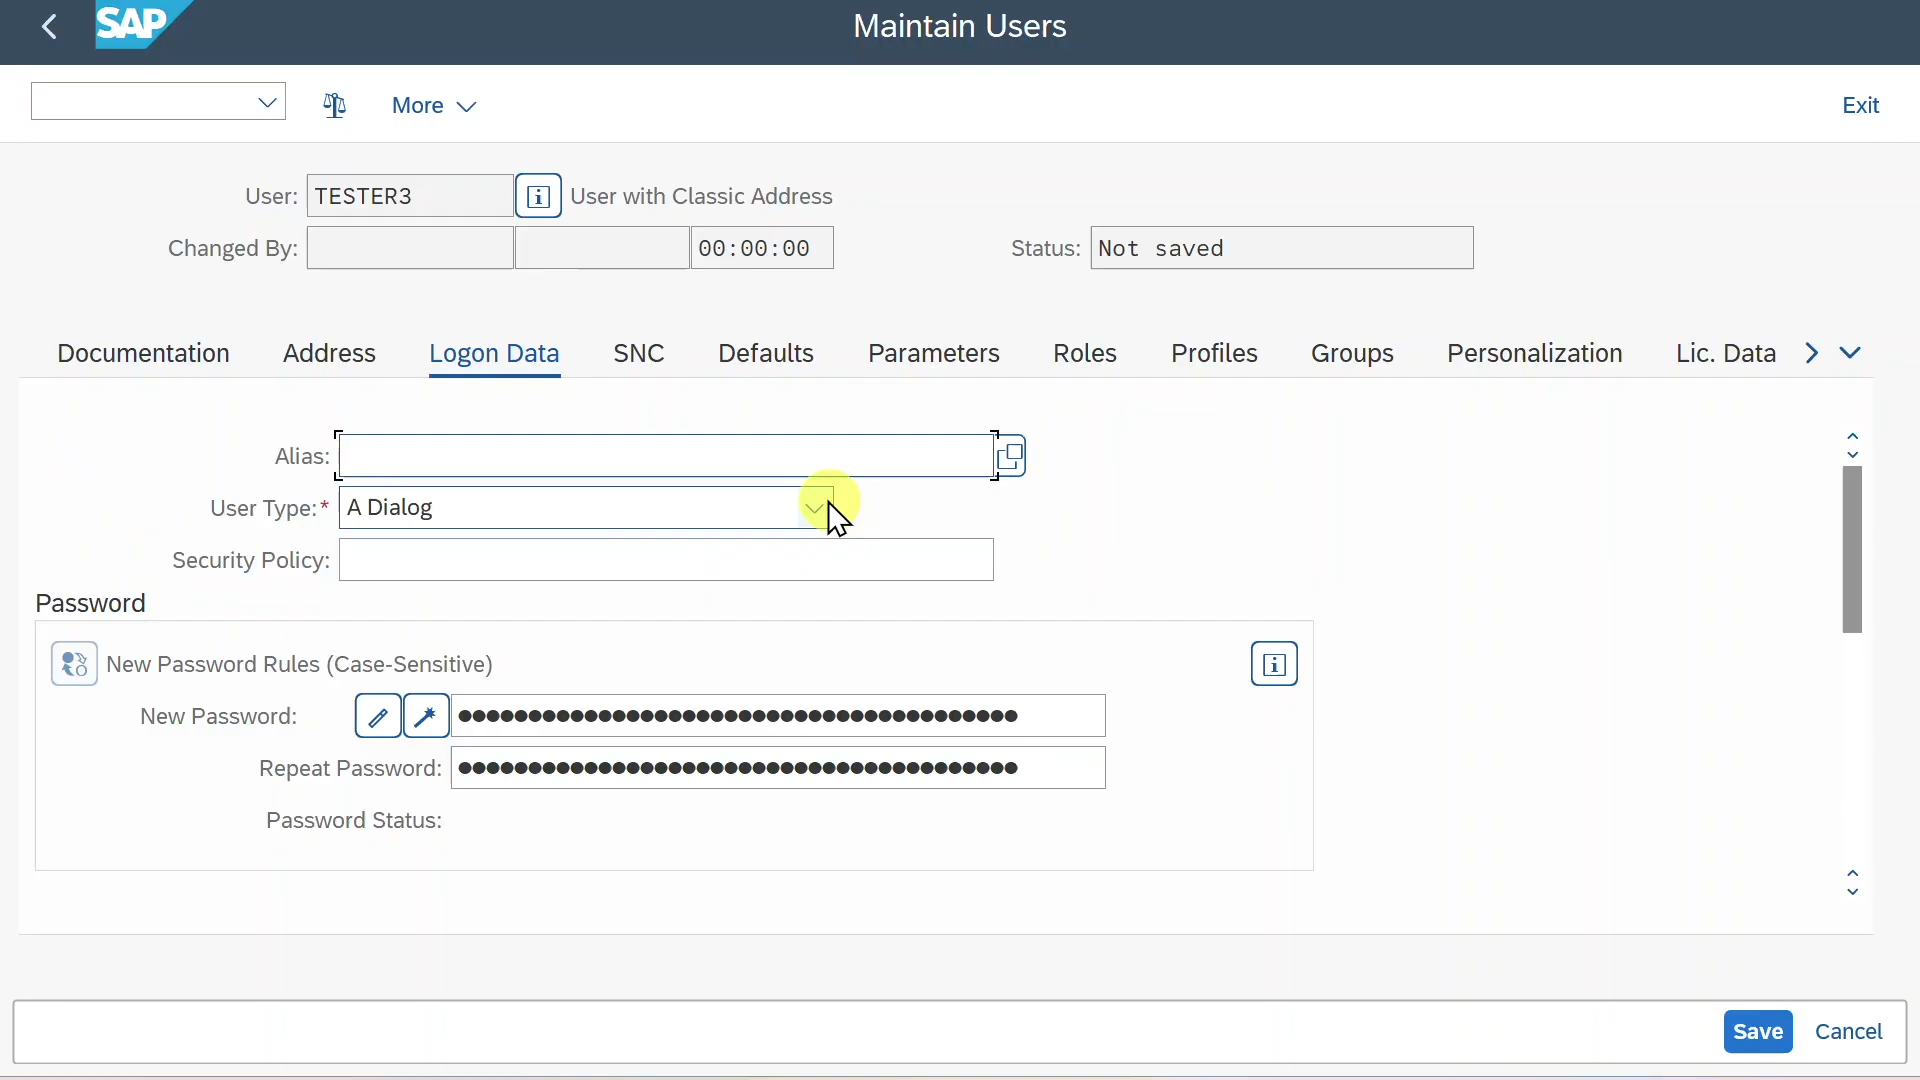 SAP
Maintain Users
More
Exit
User: TESTER3 User with Classic Address
Changed By: 00:00:00 Status: Not saved
Documentation Address Logon Data SNC Defaults Parameters Roles Profiles Groups Personalization Lic. Data
Alias:
User Type:* A Dialog
Security Policy:
Password
New Password Rules (Case-Sensitive)
New Password:
Repeat Password:
Password Status:
Save Cancel